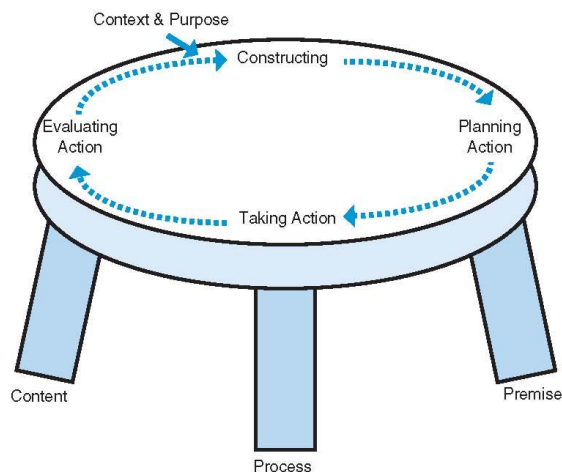 Context & Purpose
Constructing
Evaluating
Action
Planning
Action
Taking Action
Content
Premise
Process